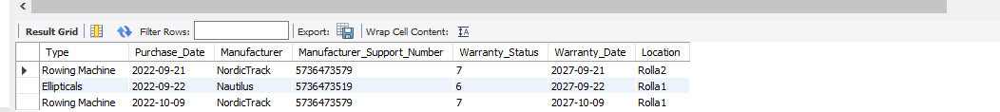 Result Grid Filter Rows: Export: Wrap Cell Content:
Type Purchase_Date Manufacturer Manufacturer_Support_Number Warranty_Status Warranty_Date Location
Rowing Machine 2022-09-21 NordicTrack 5736473579 7 2027-09-21 Rolla2
Ellipticals 2022-09-22 Nautilus 5736473519 6 2027-09-22 Rolla1
Rowing Machine 2022-10-09 NordicTrack 5736473579 7 2027-10-09 Rolla1